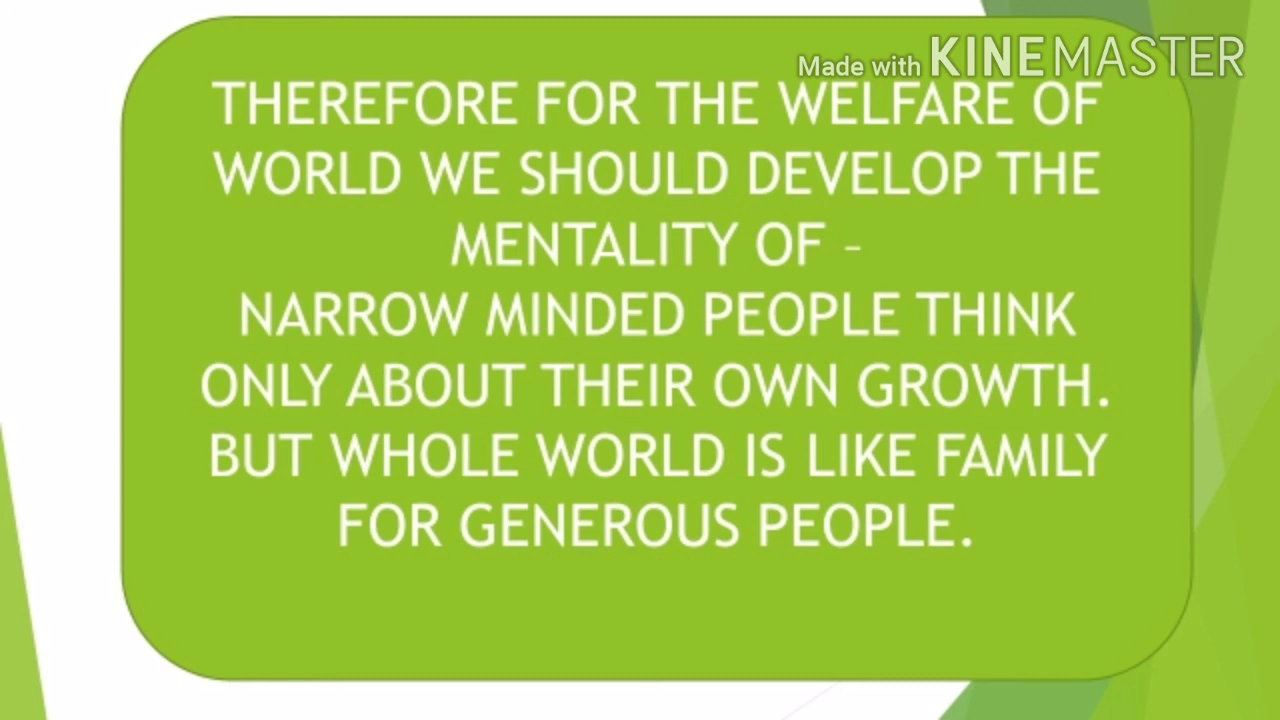 Made with KINEMASTER
THEREFORE FOR THE WELFARE OF
WORLD WE SHOULD DEVELOP THE
MENTALITY OF -
NARROW MINDED PEOPLE THINK
ONLY ABOUT THEIR OWN GROWTH.
BUT WHOLE WORLD IS LIKE FAMILY
FOR GENEROUS PEOPLE.